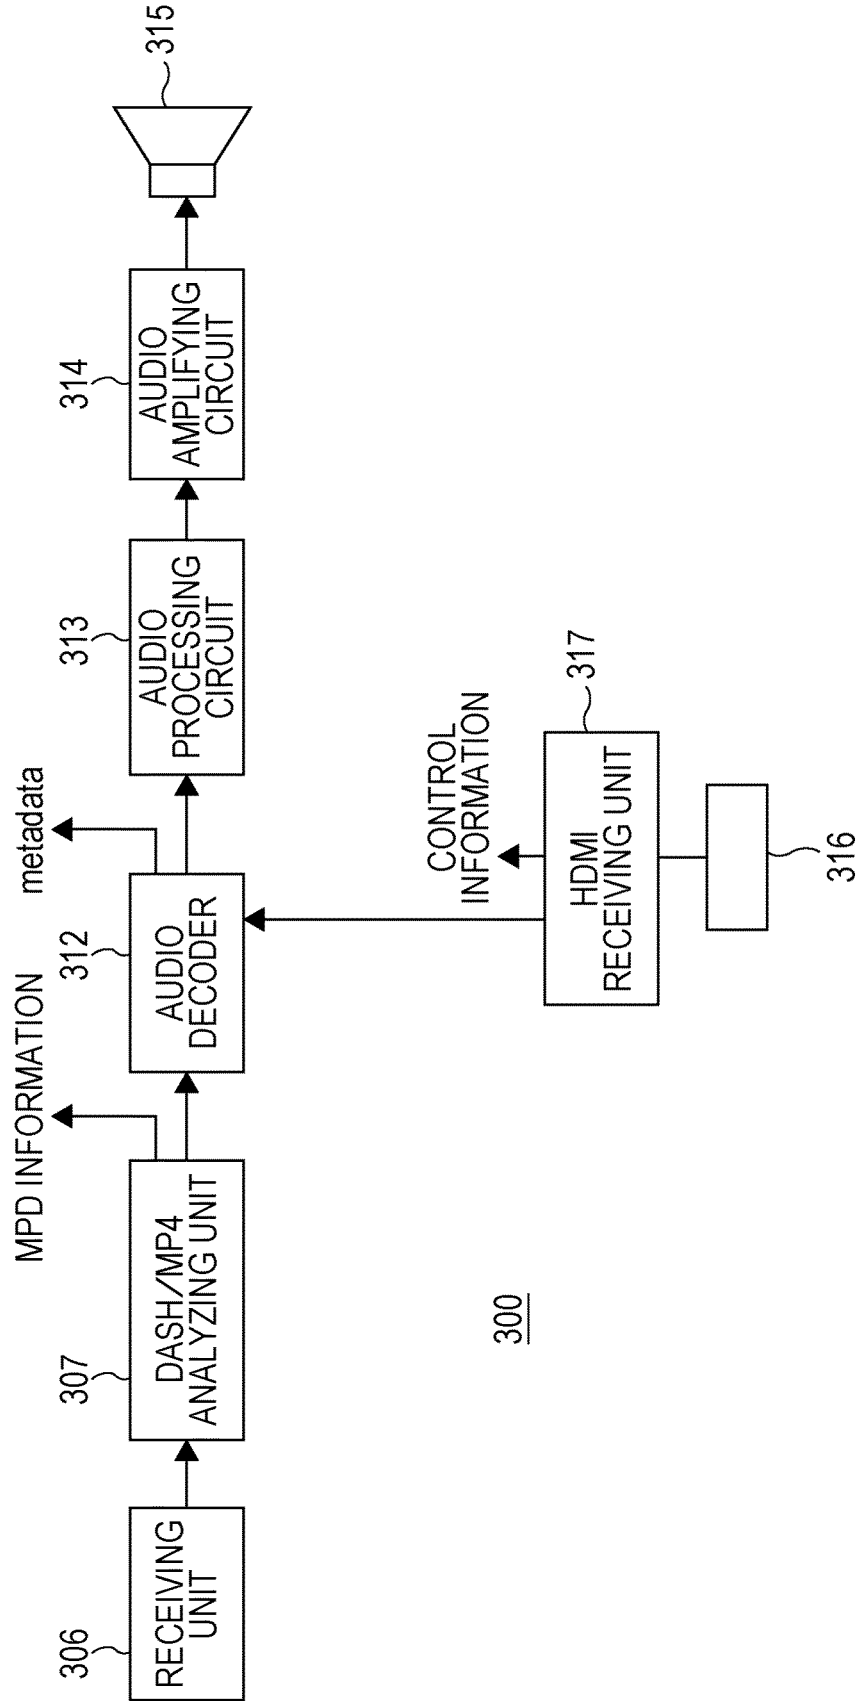 306
RECEIVING
UNIT
307
DASH/MP4
ANALYZING UNIT
MPD INFORMATION
312
AUDIO
DECODER
metadata
313
AUDIO
PROCESSING
CIRCUIT
314
AUDIO
AMPLIFYING
CIRCUIT
315
CONTROL
INFORMATION
HDMI
RECEIVING UNIT
317
316
300